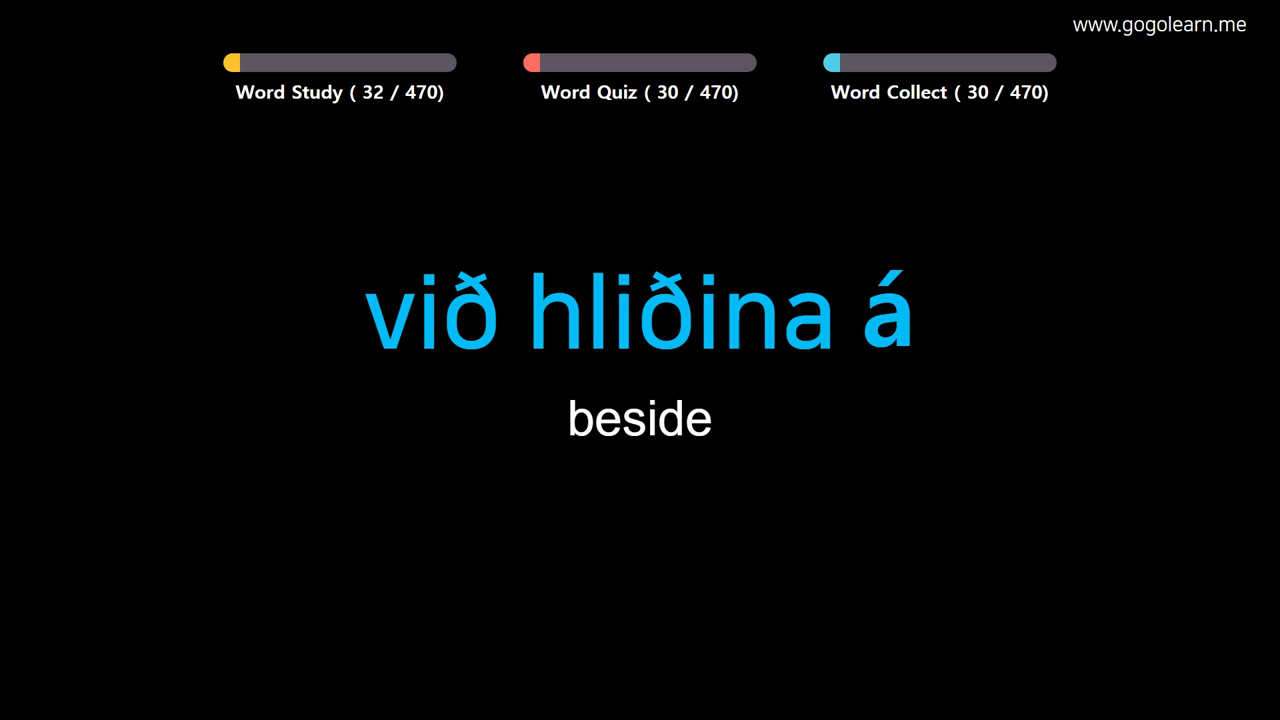 www.gogolearn.me
Word Study ( 32 / 470) Word Quiz ( 30 / 470) Word Collect ( 30 / 470)
við hliðina á
beside